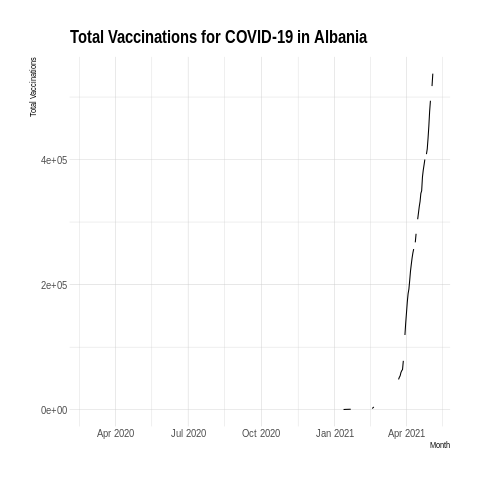 Total Vaccinations for COVID-19 in Albania
Total Vaccinations
4e+05
2e+05
0e+00
Apr 2020 Jul 2020 Oct 2020 Jan 2021 Apr 2021
Month